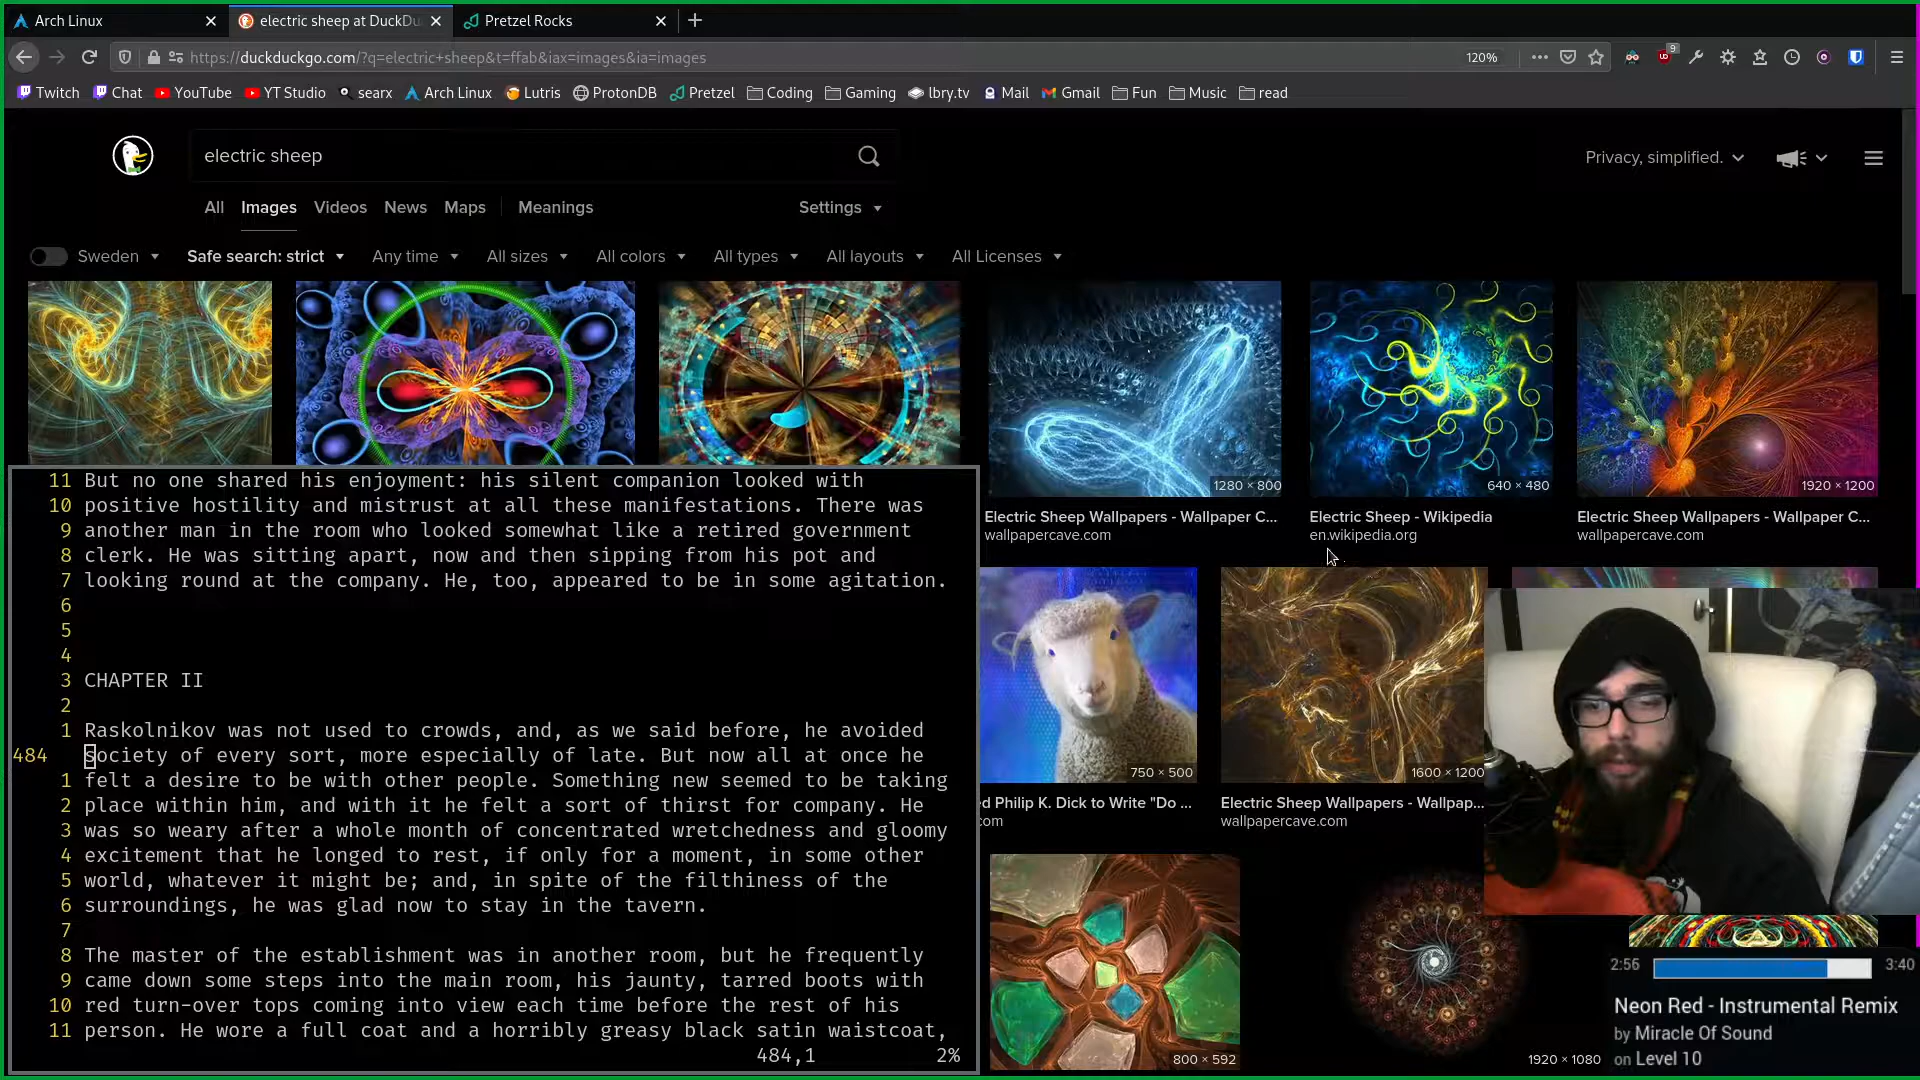 Arch Linux
electric sheep at DuckDu
Pretzel Rocks
https://duckduckgo.com/?q=electric+sheep&t=ffab&iax=images&ia=images
120%
9
Twitch
Chat
YouTube
YT Studio
searx
Arch Linux
Lutris
ProtonDB
Pretzel
Coding
Gaming
lbry.tv
Mail
Gmail
Fun
Music
read
electric sheep
Privacy, simplified.
All
Images
Videos
News
Maps
Meanings
Settings
Sweden
Safe search: strict
Any time
All sizes
All colors
All types
All layouts
All Licenses
1280 × 800
640 × 480
1920 × 1200
Electric Sheep Wallpapers - Wallpaper C...
wallpapercave.com
Electric Sheep - Wikipedia
en.wikipedia.org
Electric Sheep Wallpapers - Wallpaper C...
wallpapercave.com
750 × 500
1600 × 1200
ed Philip K. Dick to Write "Do ...
com
Electric Sheep Wallpapers - Wallpap...
wallpapercave.com
800 × 592
1920 × 1080
11 But no one shared his enjoyment: his silent companion looked with
10 positive hostility and mistrust at all these manifestations. There was
9 another man in the room who looked somewhat like a retired government
8 clerk. He was sitting apart, now and then sipping from his pot and
7 looking round at the company. He, too, appeared to be in some agitation.
6
5
4
3 CHAPTER II
2
1 Raskolnikov was not used to crowds, and, as we said before, he avoided
484 society of every sort, more especially of late. But now all at once he
1 felt a desire to be with other people. Something new seemed to be taking
2 place within him, and with it he felt a sort of thirst for company. He
3 was so weary after a whole month of concentrated wretchedness and gloomy
4 excitement that he longed to rest, if only for a moment, in some other
5 world, whatever it might be; and, in spite of the filthiness of the
6 surroundings, he was glad now to stay in the tavern.
7
8 The master of the establishment was in another room, but he frequently
9 came down some steps into the main room, his jaunty, tarred boots with
10 red turn-over tops coming into view each time before the rest of his
11 person. He wore a full coat and a horribly greasy black satin waistcoat,
484,1 2%
2:56 3:40
Neon Red - Instrumental Remix
by Miracle Of Sound
on Level 10